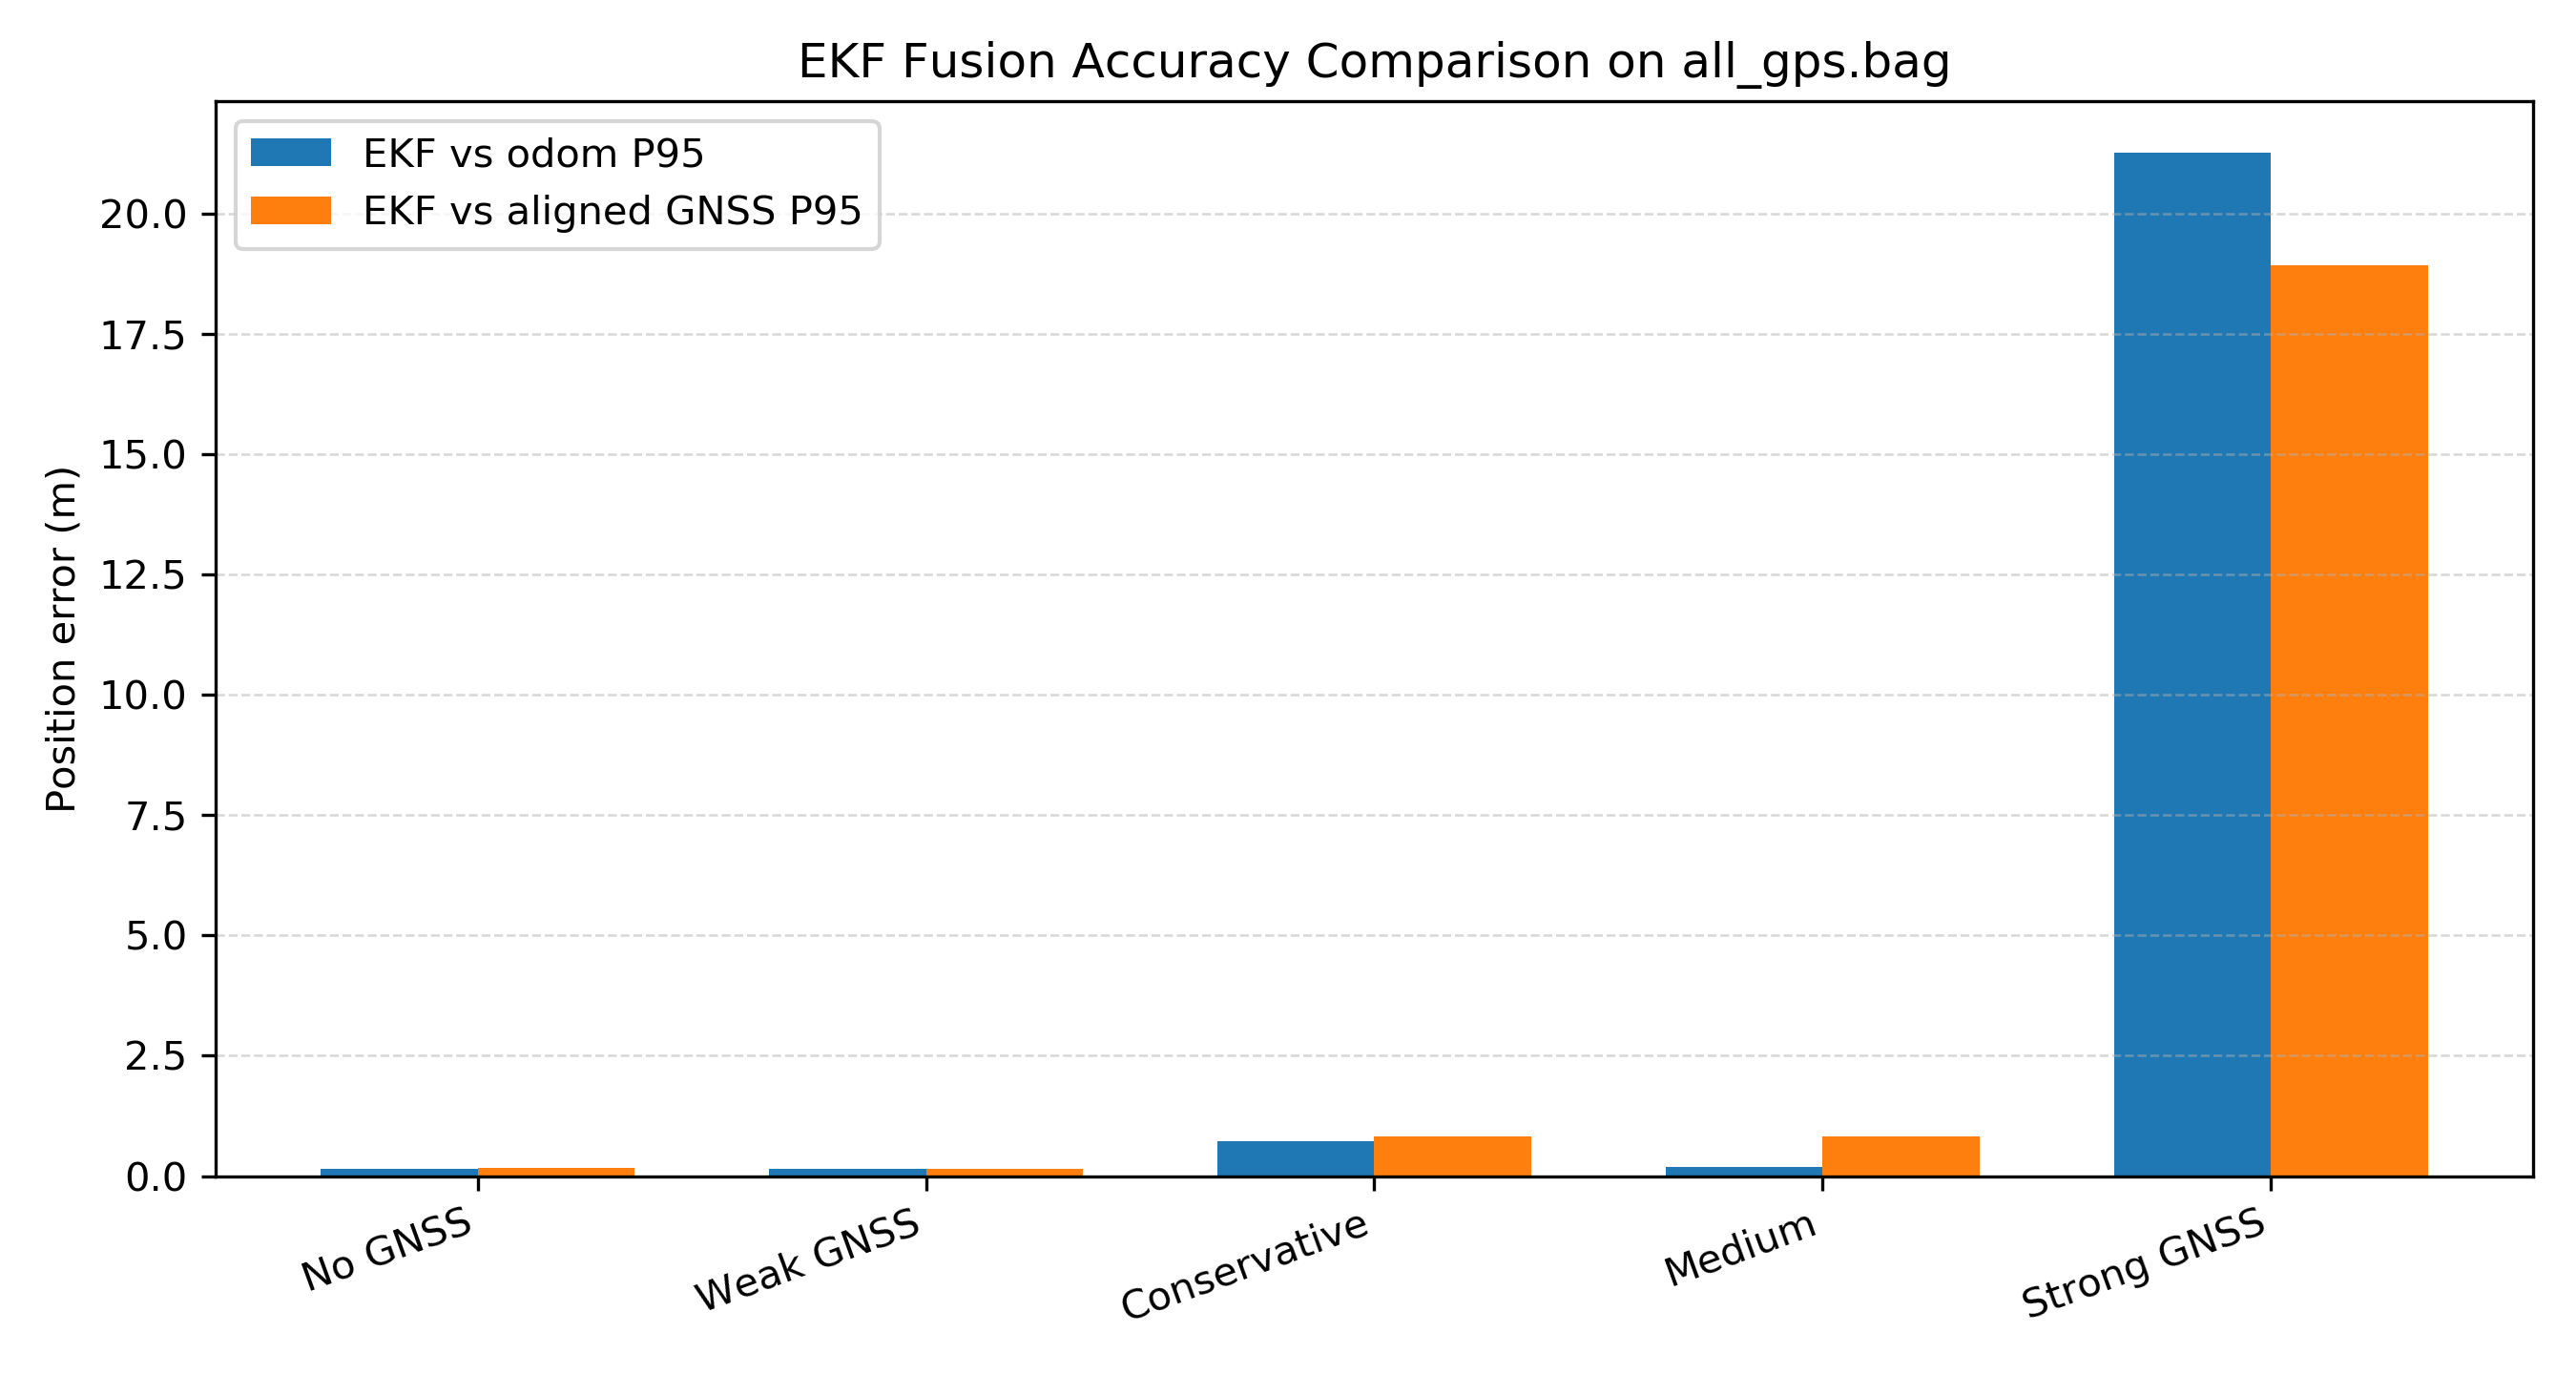 EKF Fusion Accuracy Comparison on all_gps.bag
EKF vs odom P95
EKF vs aligned GNSS P95
Position error (m)
20.0
17.5
15.0
12.5
10.0
7.5
5.0
2.5
0.0
No GNSS
Weak GNSS
Conservative
Medium
Strong GNSS